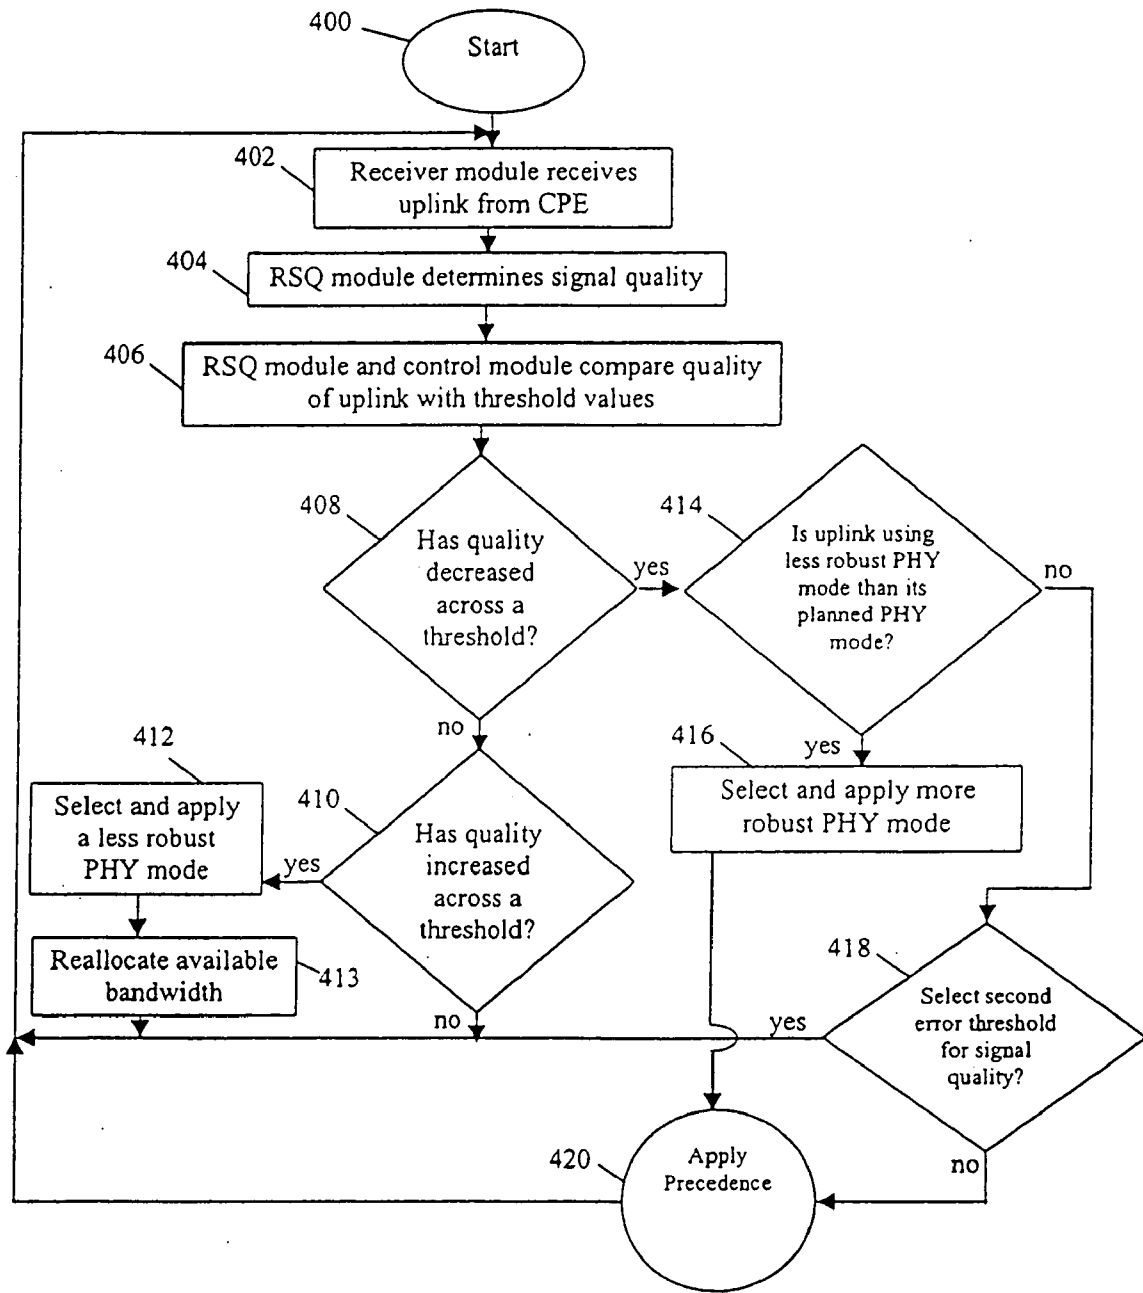 400
Start
402
Receiver module receives
uplink from CPE
404
RSQ module determines signal quality
406
RSQ module and control module compare quality
of uplink with threshold values
408
Has quality
decreased
across a
threshold?
yes
414
Is uplink using
less robust PHY
mode than its
planned PHY
mode?
no
no
yes
412
Select and apply
a less robust
PHY mode
410
Has quality
increased
across a
threshold?
yes
416
Select and apply more
robust PHY mode
Reallocate available
bandwidth
413
no
418
Select second
error threshold
for signal
quality?
yes
no
420
Apply
Precedence